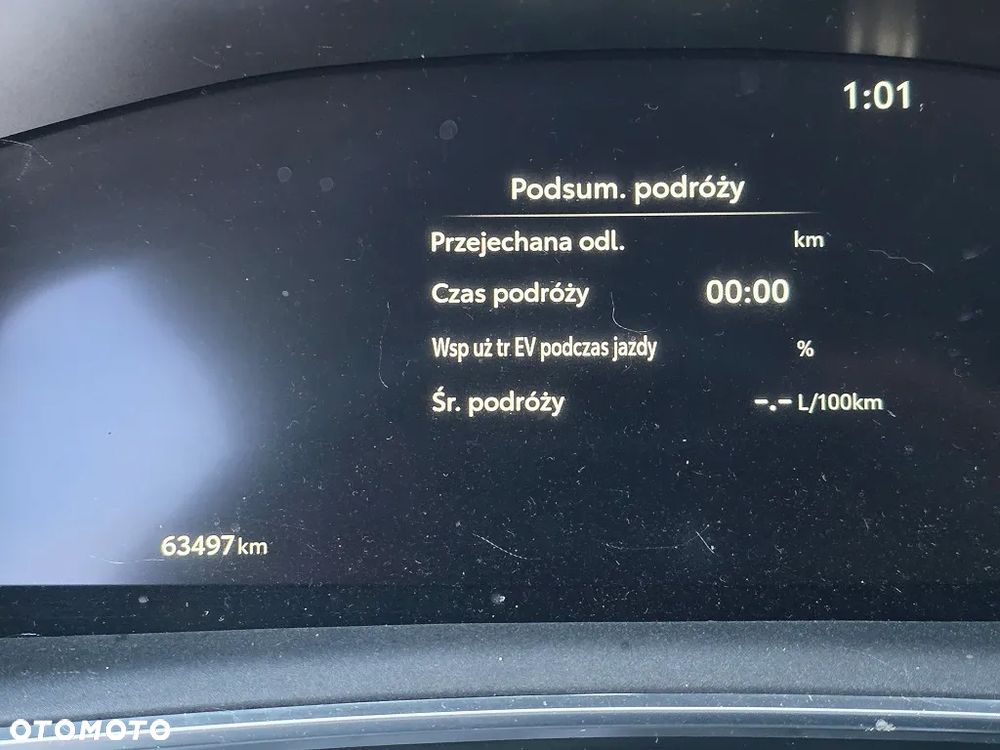 1:01
Podsum. podróży
Przejechana odl. km
Czas podróży 00:00
Wsp uż tr EV podczas jazdy %
Śr. podróży -.- L/100km
63497 km
OTOMOTO